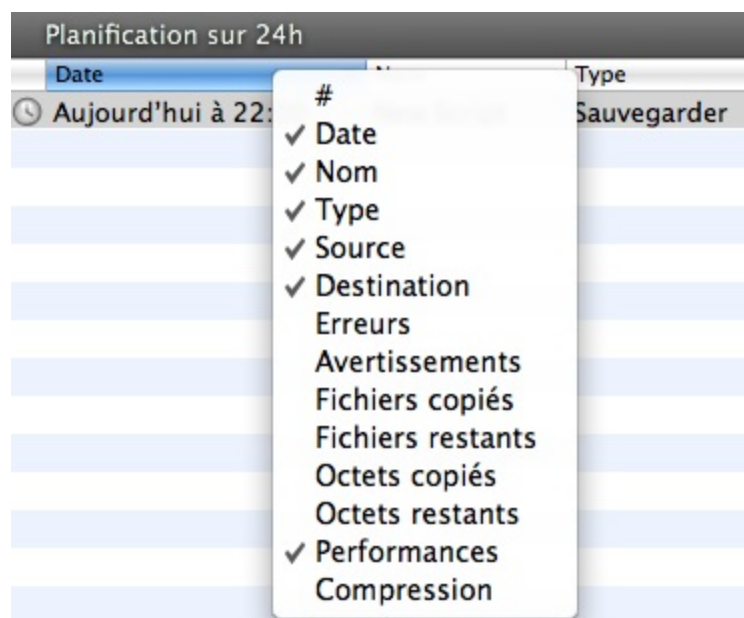 Planification sur 24h
Date Type
Aujourd'hui à 22: Sauvegarder
#
Date
Nom
Type
Source
Destination
Erreurs
Avertissements
Fichiers copiés
Fichiers restants
Octets copiés
Octets restants
Performances
Compression